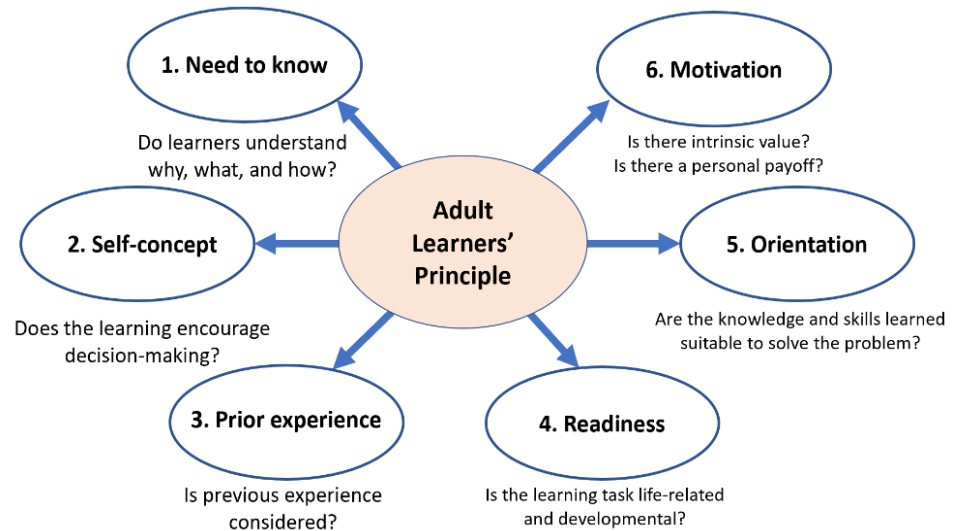 1. Need to know
Do learners understand
why, what, and how?
2. Self-concept
Does the learning encourage
decision-making?
3. Prior experience
Is previous experience
considered?
4. Readiness
Is the learning task life-related
and developmental?
5. Orientation
Are the knowledge and skills learned
suitable to solve the problem?
6. Motivation
Is there intrinsic value?
Is there a personal payoff?
Adult
Learners’
Principle